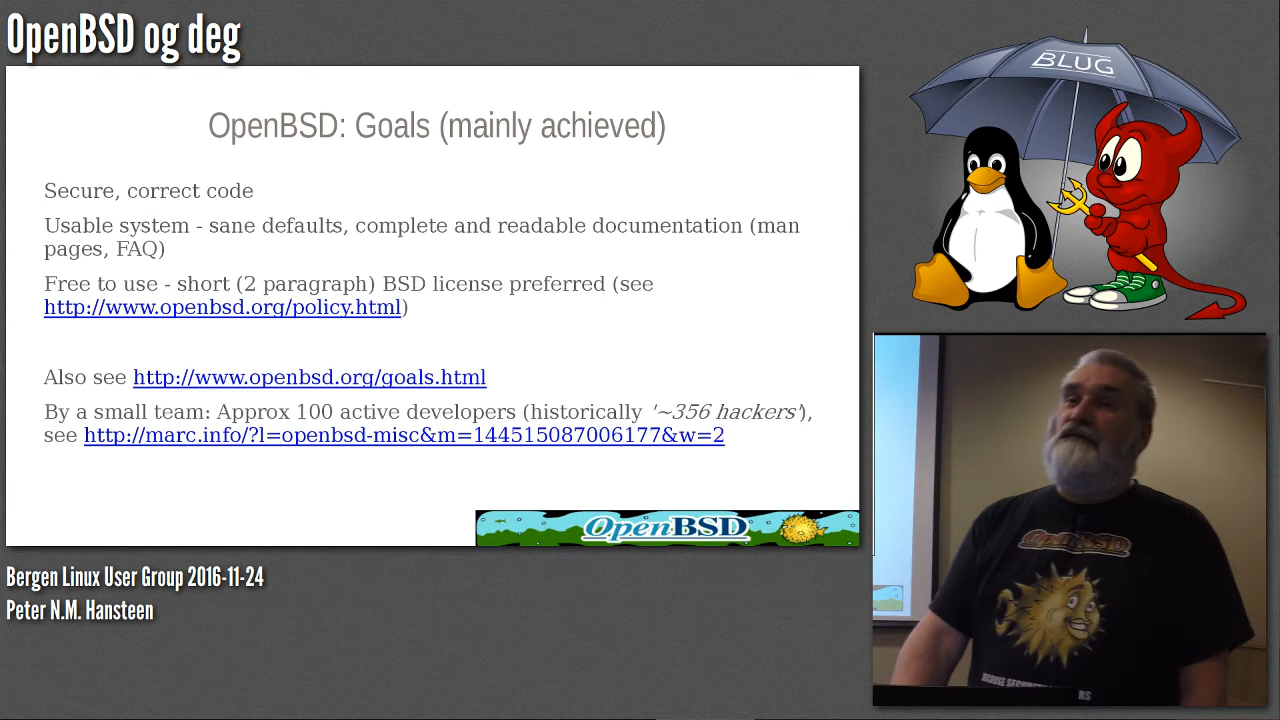 OpenBSD og deg
BLUG
OpenBSD: Goals (mainly achieved)
Secure, correct code
Usable system - sane defaults, complete and readable documentation (man
pages, FAQ)
Free to use - short (2 paragraph) BSD license preferred (see
http://www.openbsd.org/policy.html)
Also see http://www.openbsd.org/goals.html
By a small team: Approx 100 active developers (historically '~356 hackers'),
see http://marc.info/?l=openbsd-misc&m=144515087006177&w=2
OpenBSD
OpenBSD
Bergen Linux User Group 2016-11-24
Peter N.M. Hansteen